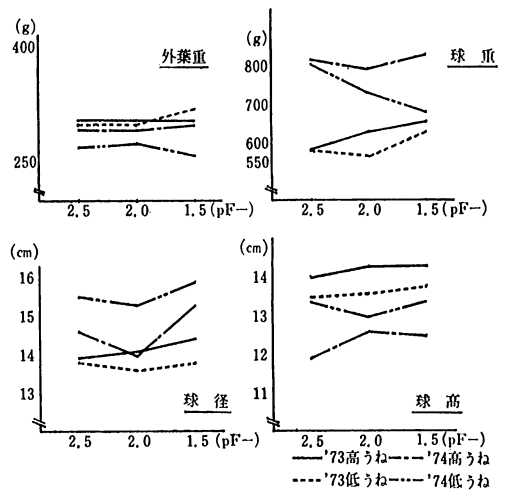 (g)
400
250
外葉重
2.5 2.0 1.5(pF-)
(g)
800
700
600
550
球重
2.5 2.0 1.5(pF-)
(cm)
16
15
14
13
球径
2.5 2.0 1.5(pF-)
(cm)
14
13
12
11
球高
2.5 2.0 1.5(pF-)
'73高うね '74高うね
'73低うね '74低うね